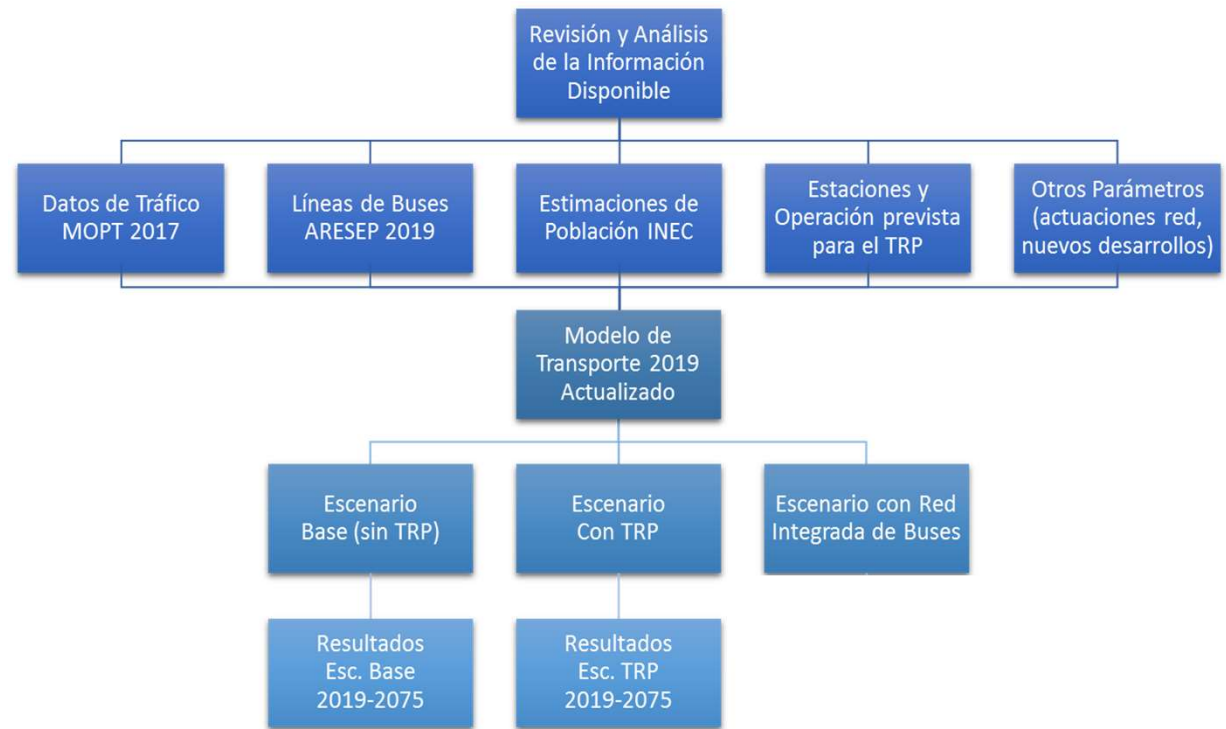 Revisión y Análisis
de la Información
Disponible
Datos de Tráfico
MOPT 2017
Líneas de Buses
ARESEP 2019
Estimaciones de
Población INEC
Estaciones y
Operación prevista
para el TRP
Otros Parámetros
(actuaciones red,
nuevos desarrollos)
Modelo de
Transporte 2019
Actualizado
Escenario
Base (sin TRP)
Escenario
Con TRP
Escenario con Red
Integrada de Buses
Resultados
Esc. Base
2019-2075
Resultados
Esc. TRP
2019-2075